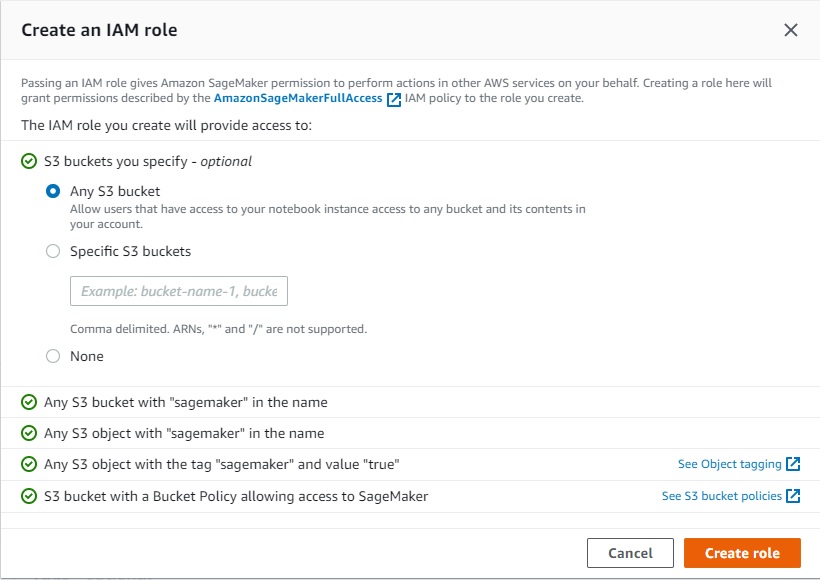 Create an IAM role
Passing an IAM role gives Amazon SageMaker permission to perform actions in other AWS services on your behalf. Creating a role here will
grant permissions described by the AmazonSageMakerFullAccess IAM policy to the role you create.
The IAM role you create will provide access to:
S3 buckets you specify - optional
Any S3 bucket
Allow users that have access to your notebook instance access to any bucket and its contents in
your account.
Specific S3 buckets
Example: bucket-name-1, bucke
Comma delimited. ARNs, "*" and "/" are not supported.
None
Any S3 bucket with "sagemaker" in the name
Any S3 object with "sagemaker" in the name
Any S3 object with the tag "sagemaker" and value "true" See Object tagging
S3 bucket with a Bucket Policy allowing access to SageMaker See S3 bucket policies
Cancel Create role